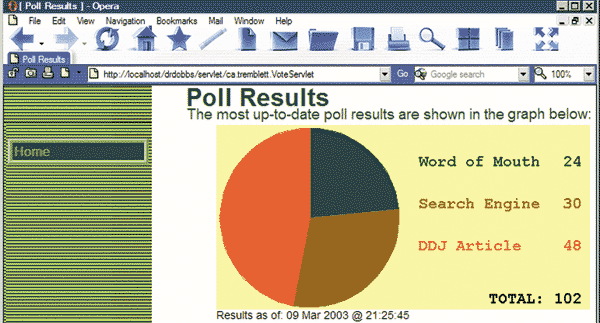 [ Poll Results ] - Opera
File Edit View Navigation Bookmarks Mail Window Help
Poll Results
http://localhost/drdobbs/servlet/ca.tremblett.VoteServlet Go Google search 100%
Poll Results
The most up-to-date poll results are shown in the graph below:
Home
Word of Mouth 24
Search Engine 30
DDJ Article 48
TOTAL: 102
Results as of: 09 Mar 2003 @ 21:25:45